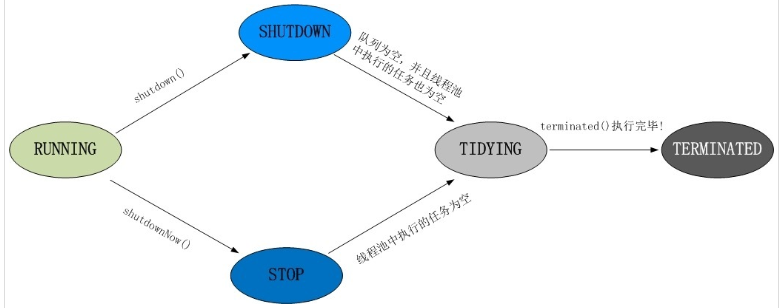 SHUTDOWN
shutdown()
队列为空，并且线程池
中执行的任务也为空
RUNNING
TIDYING
terminated()执行完毕!
TERMINATED
shutdownNow()
线程池中执行的任务为空
STOP